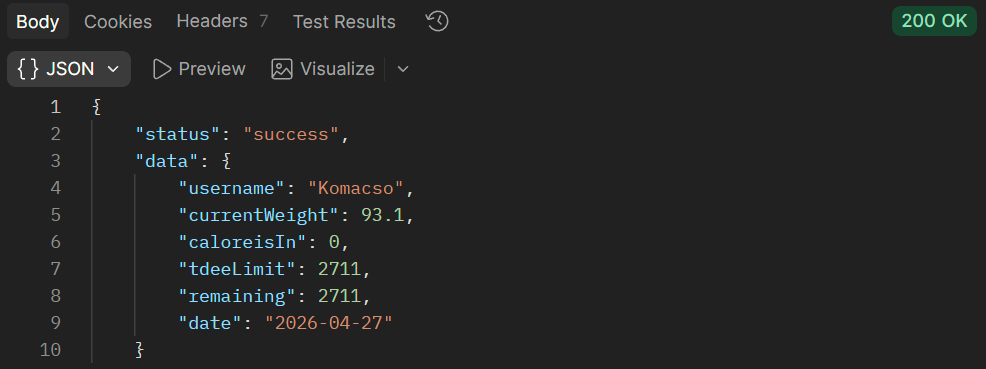 Body Cookies Headers 7 Test Results 200 OK
{} JSON Preview Visualize
1 {
2 "status": "success",
3 "data": {
4 "username": "Komacso",
5 "currentWeight": 93.1,
6 "caloreisIn": 0,
7 "tdeeLimit": 2711,
8 "remaining": 2711,
9 "date": "2026-04-27"
10 }